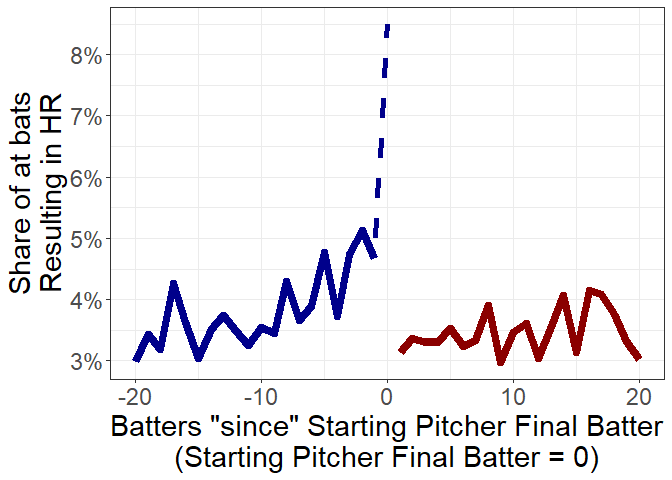 Share of at bats
Resulting in HR
8%
7%
6%
5%
4%
3%
-20 -10 0 10 20
Batters "since" Starting Pitcher Final Batter
(Starting Pitcher Final Batter = 0)